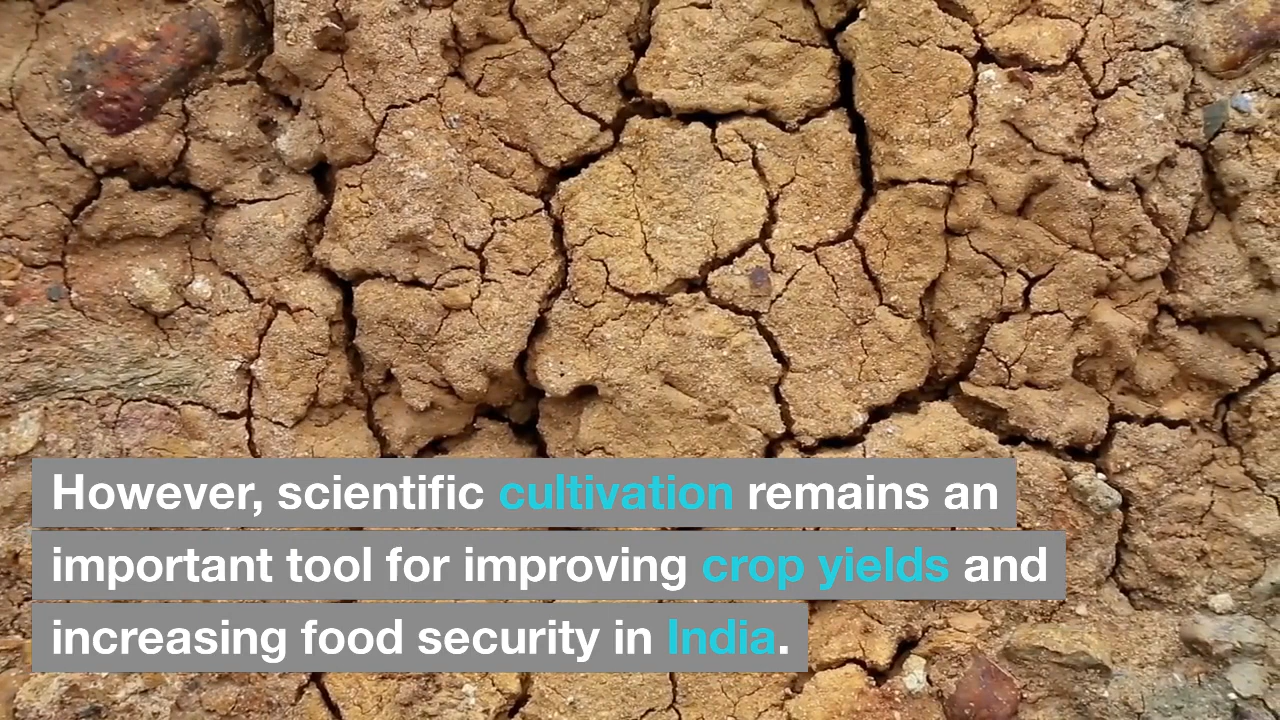 However, scientific cultivation remains an
important tool for improving crop yields and
increasing food security in India.